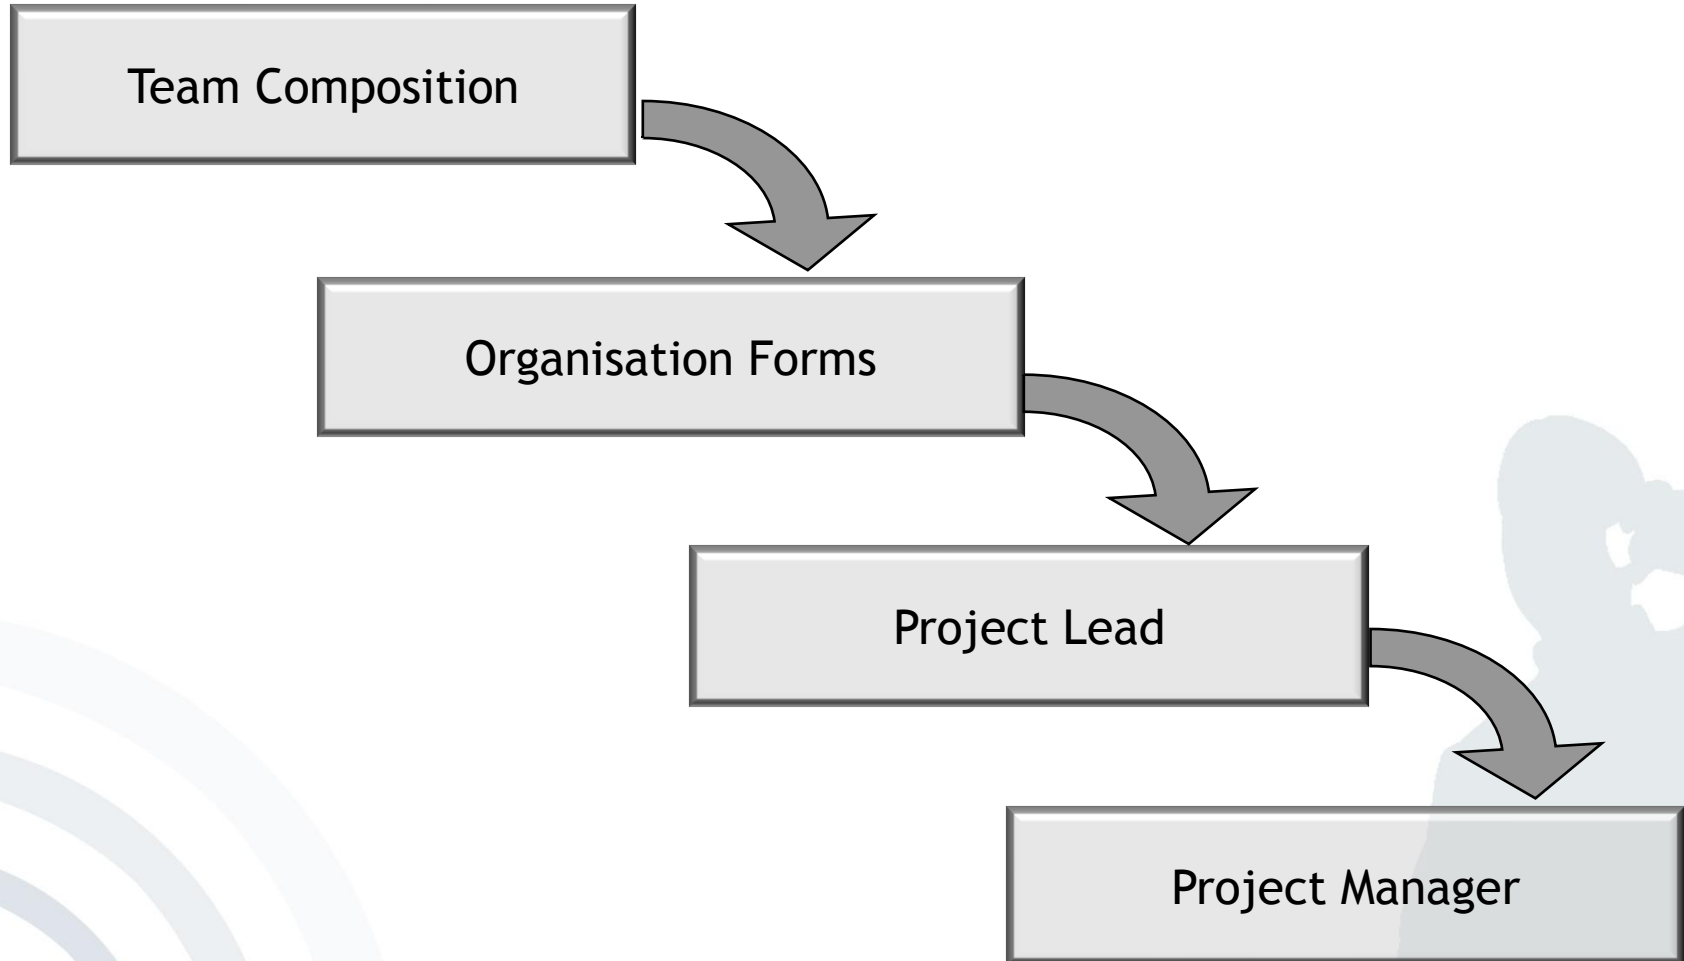 Team Composition
Organisation Forms
Project Lead
Project Manager